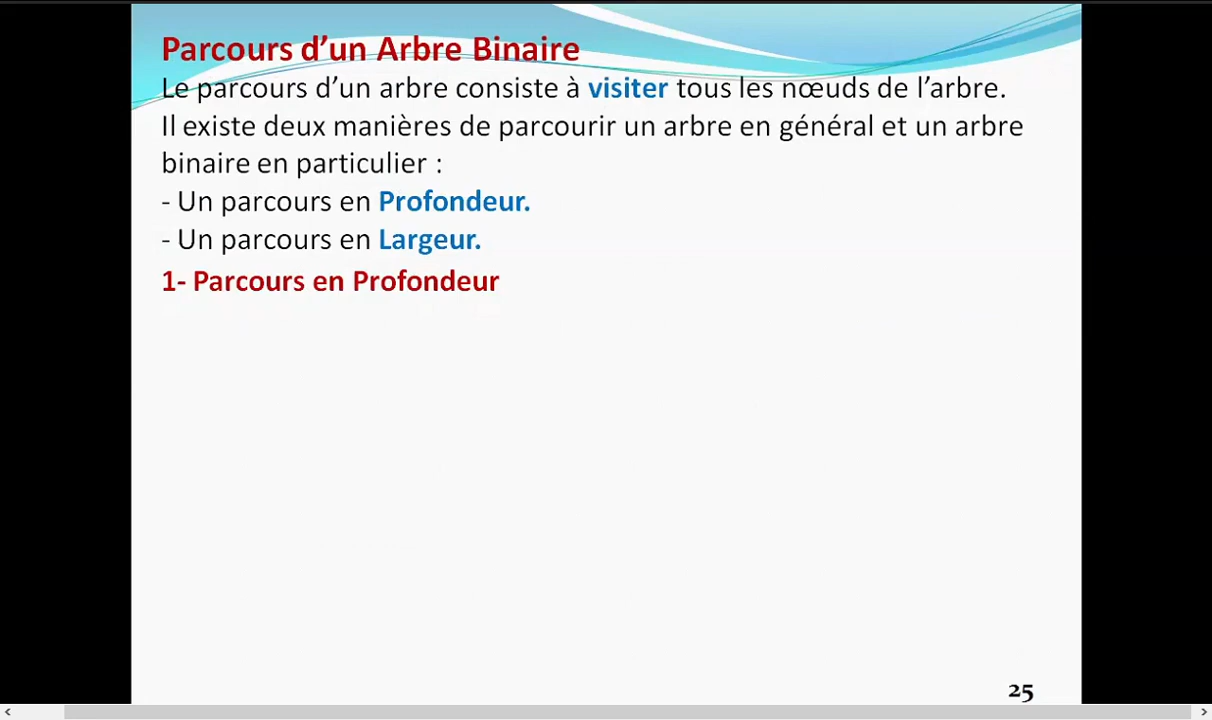 Parcours d’un Arbre Binaire
Le parcours d’un arbre consiste à visiter tous les nœuds de l’arbre.
Il existe deux manières de parcourir un arbre en général et un arbre
binaire en particulier :
- Un parcours en Profondeur.
- Un parcours en Largeur.
1- Parcours en Profondeur
25